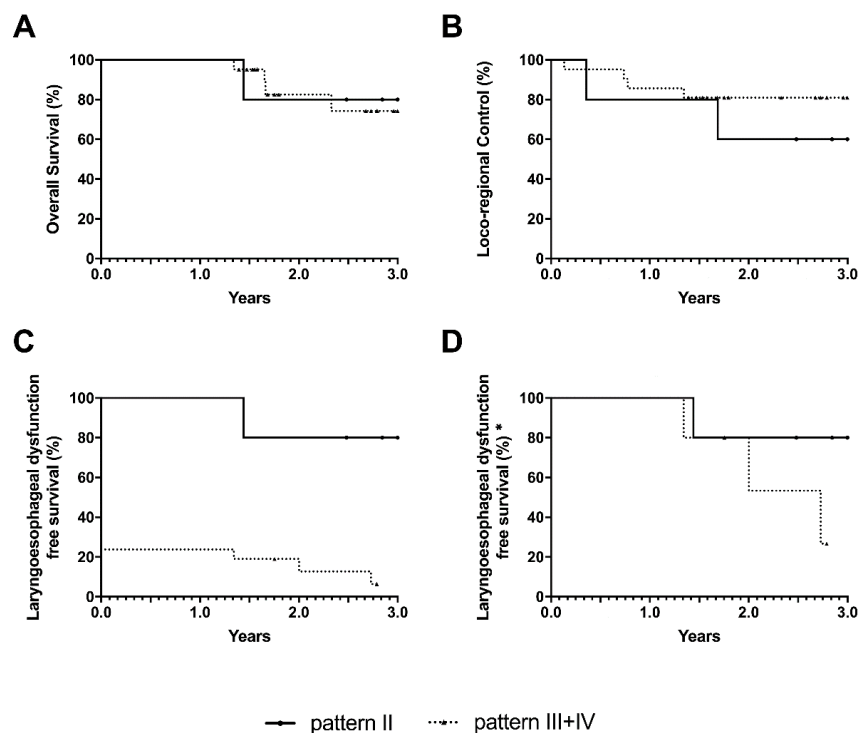 A
Overall Survival (%)
100
80
60
40
20
0
0.0 1.0 2.0 3.0
Years
B
Loco-regional Control (%)
100
80
60
40
20
0
0.0 1.0 2.0 3.0
Years
C
Laryngoesophageal dysfunction
free survival (%)
100
80
60
40
20
0
0.0 1.0 2.0 3.0
Years
D
Laryngoesophageal dysfunction
free survival (%) *
100
80
60
40
20
0
0.0 1.0 2.0 3.0
Years
pattern II pattern III+IV